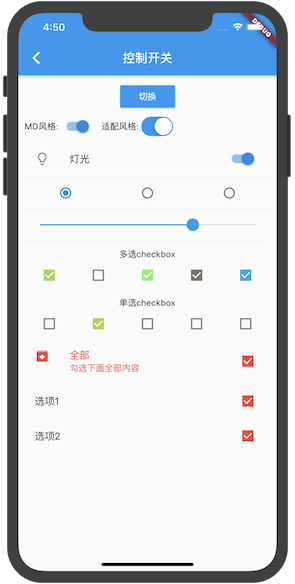 4:50
DEBUG
控制开关
切换
MD风格: 适配风格:
灯光
多选checkbox
单选checkbox
全部
勾选下面全部内容
选项1
选项2